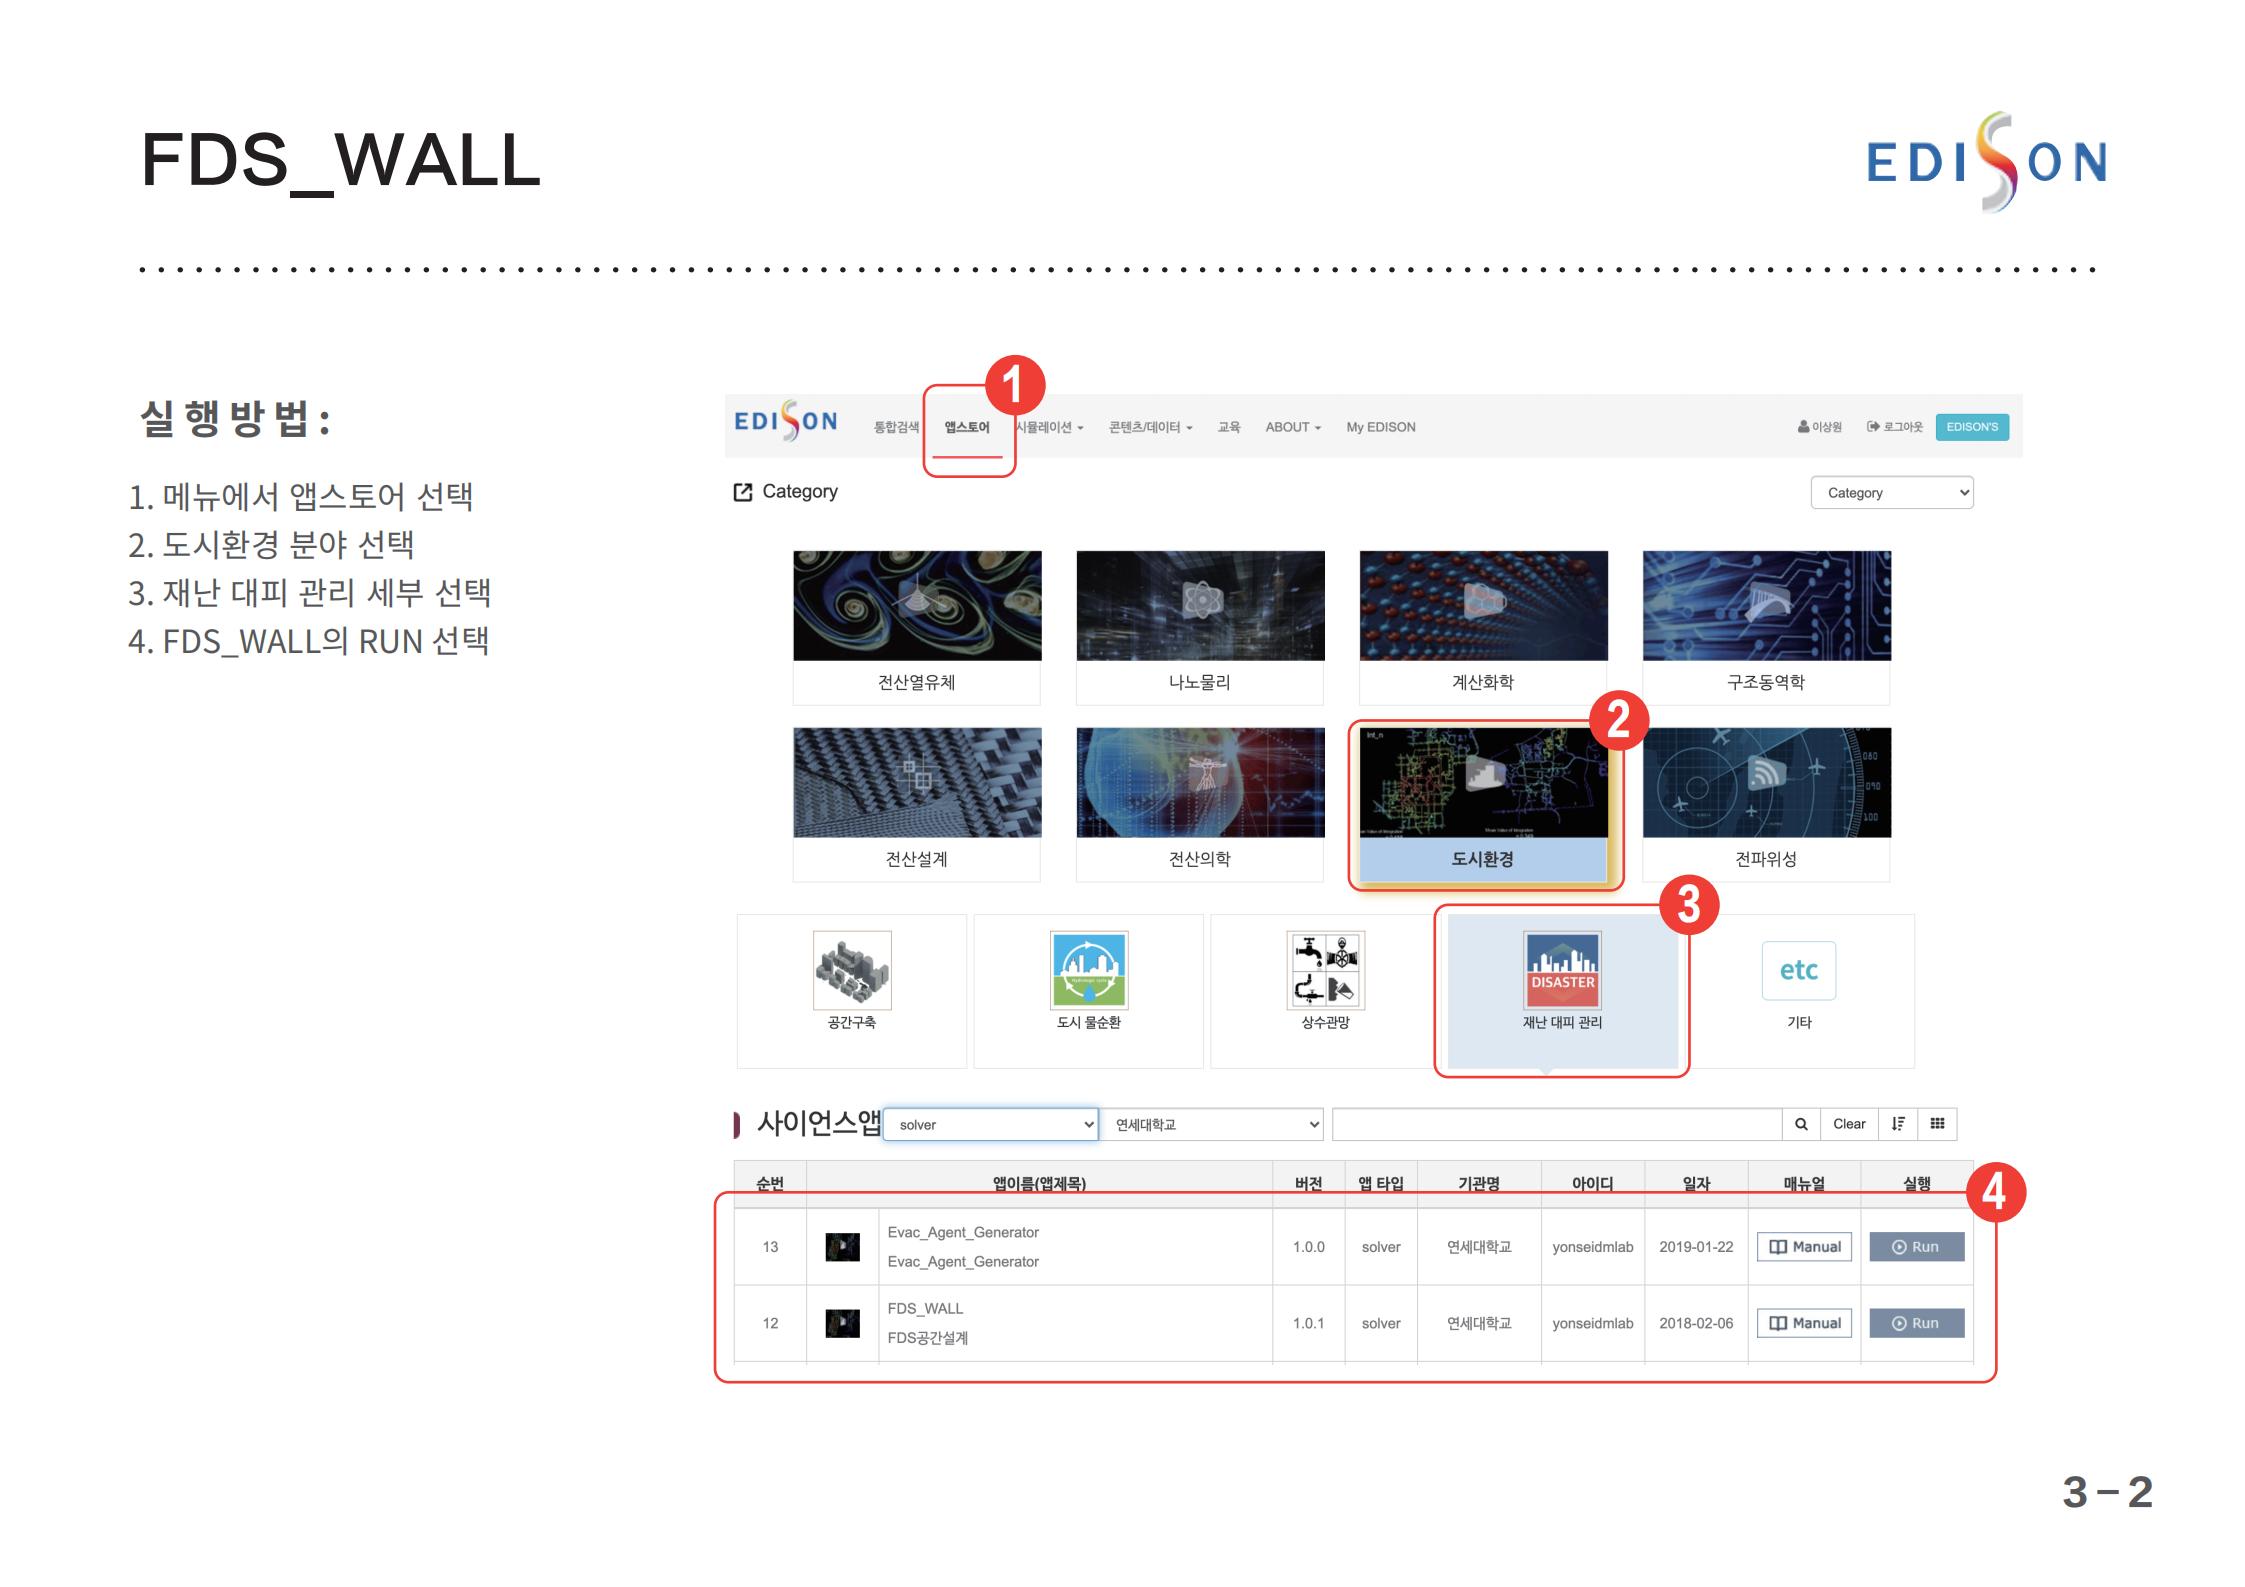 FDS_WALL
EDISON
실행방법:
1. 메뉴에서 앱스토어 선택
2. 도시환경 분야 선택
3. 재난 대피 관리 세부 선택
4. FDS_WALL의 RUN 선택
1
EDISON 통합검색 앱스토어 시뮬레이션 콘텐츠/데이터 교육 ABOUT My EDISON 이상원 로그아웃 EDISON'S
Category Category
전산열유체 나노물리 계산화학 구조동역학
2
전산설계 전산의학 도시환경 전파위성
3
DISASTER etc
공간구축 도시 물순환 상수관망 재난 대피 관리 기타
사이언스앱 solver 연세대학교 Clear
4
순번 앱이름(앱제목) 버전 앱 타입 기관명 아이디 일자 매뉴얼 실행
13 Evac_Agent_Generator 1.0.0 solver 연세대학교 yonseidmlab 2019-01-22 Manual Run
Evac_Agent_Generator
12 FDS_WALL 1.0.1 solver 연세대학교 yonseidmlab 2018-02-06 Manual Run
FDS공간설계
3-2